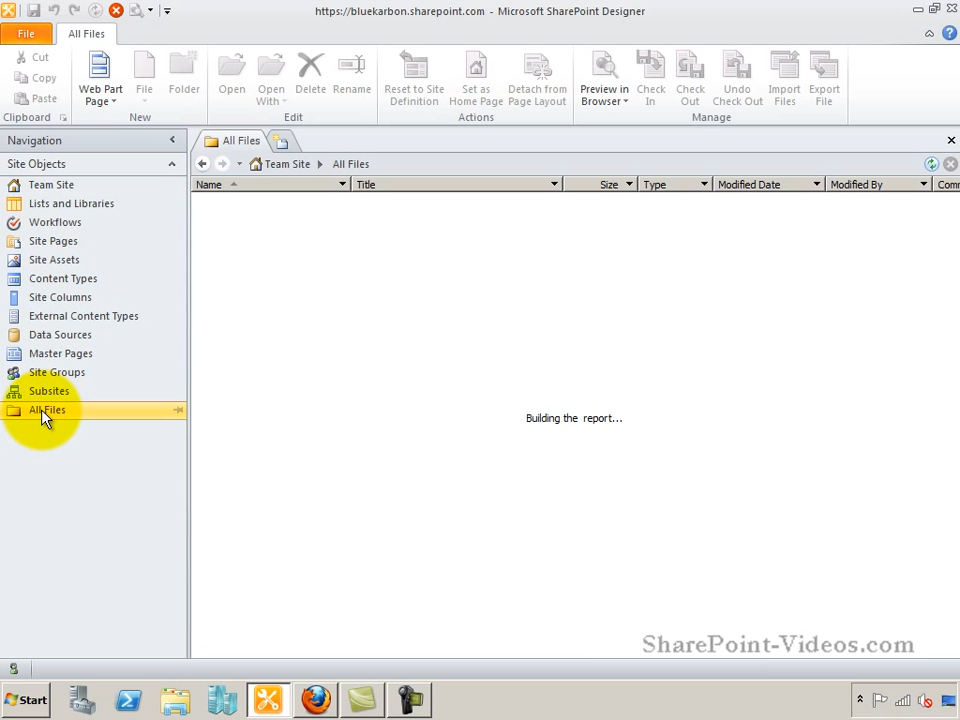 https://bluekarbon.sharepoint.com - Microsoft SharePoint Designer
File
All Files
Cut
Copy
Paste
Clipboard
Web Part Page
File
Folder
New
Open
Open With
Delete
Rename
Edit
Reset to Site Definition
Set as Home Page
Detach from Page Layout
Actions
Preview in Browser
Check In
Check Out
Undo Check Out
Import Files
Export File
Manage
Navigation
Site Objects
Team Site
Lists and Libraries
Workflows
Site Pages
Site Assets
Content Types
Site Columns
External Content Types
Data Sources
Master Pages
Site Groups
Subsites
All Files
All Files
Team Site
All Files
Name
Title
Size
Type
Modified Date
Modified By
Comr
Building the report...
SharePoint-Videos.com
Start